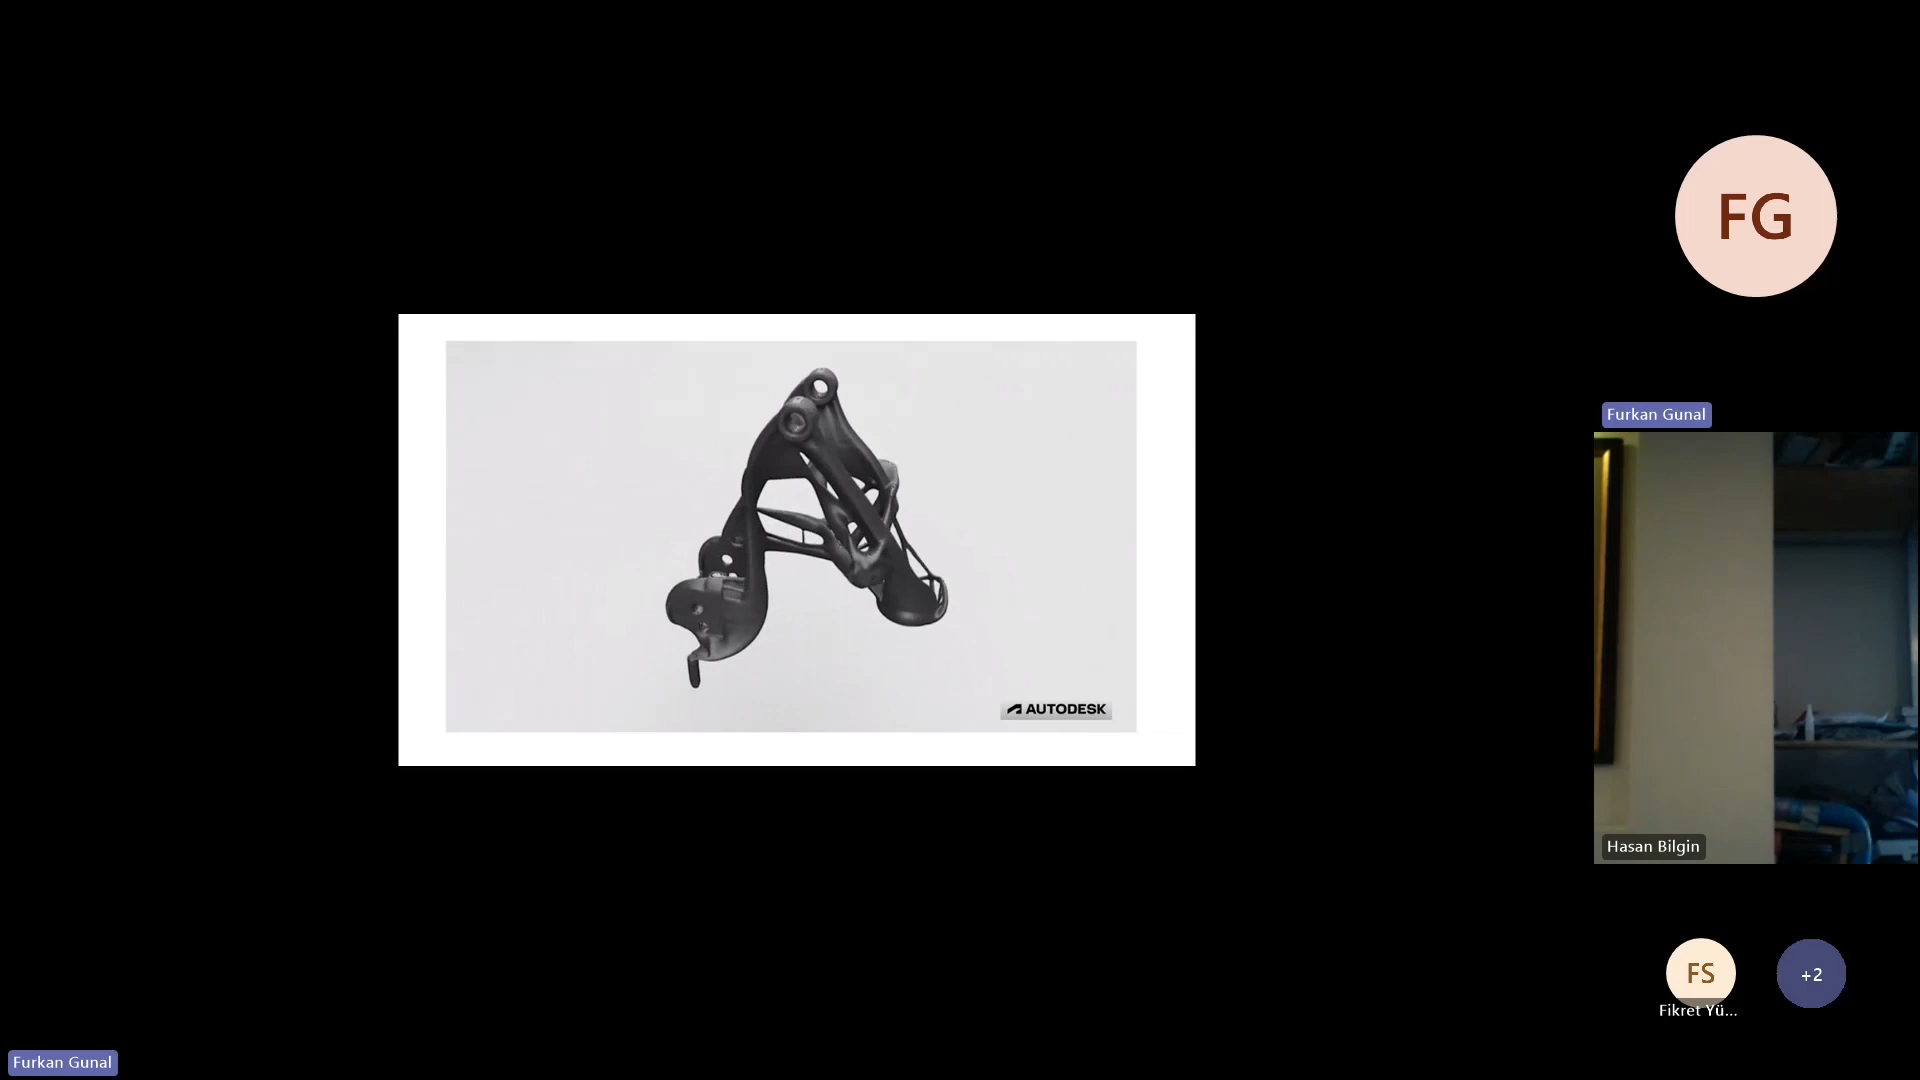 FG
Furkan Gunal
AUTODESK
Hasan Bilgin
FS
+2
Fikret Yü...
Furkan Gunal